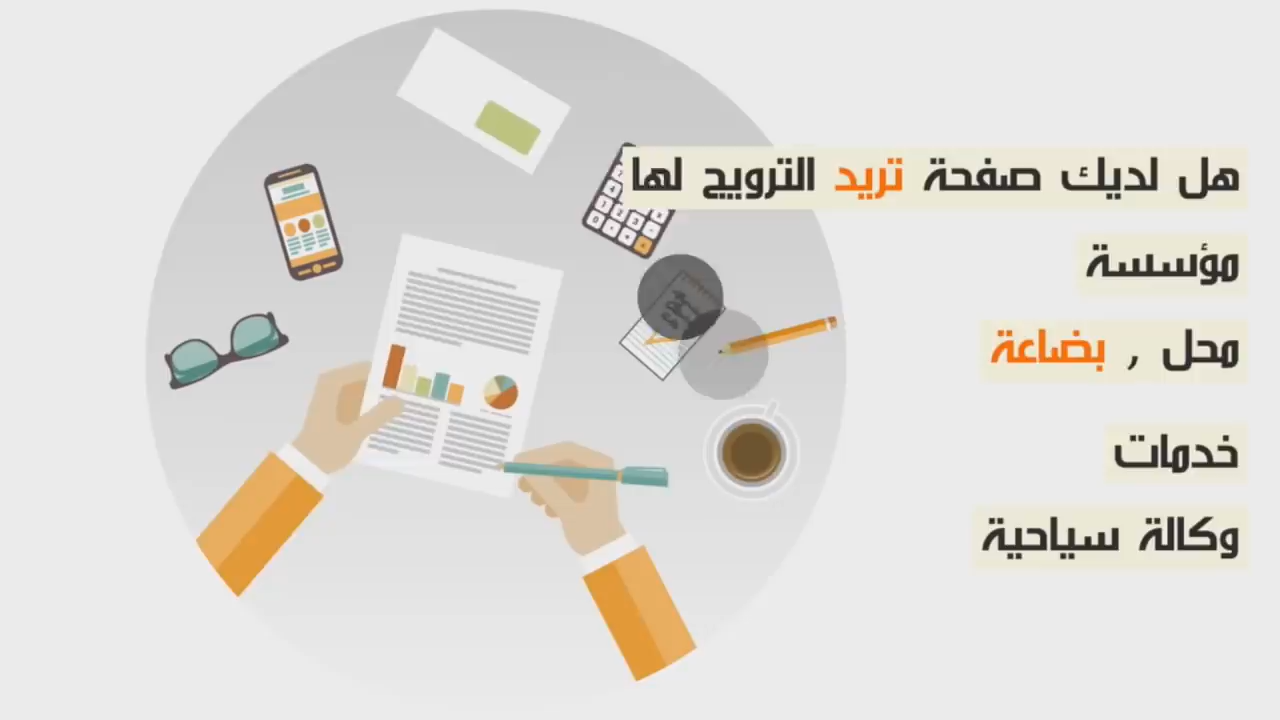 هل لديك صفحة تريد الترويج لها
مؤسسة
محل , بضاعة
خدمات
وكالة سياحية